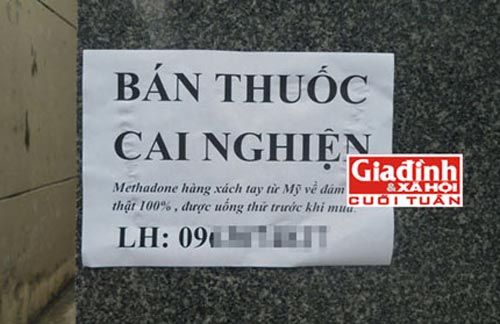 BÁN THUỐC
CAI NGHIỆN
Methadone hàng xách tay từ Mỹ về đảm
thật 100% , được uống thử trước khi mua.
LH: 09
Giađình
& XÃ HỘI
CUỐI TUẦN